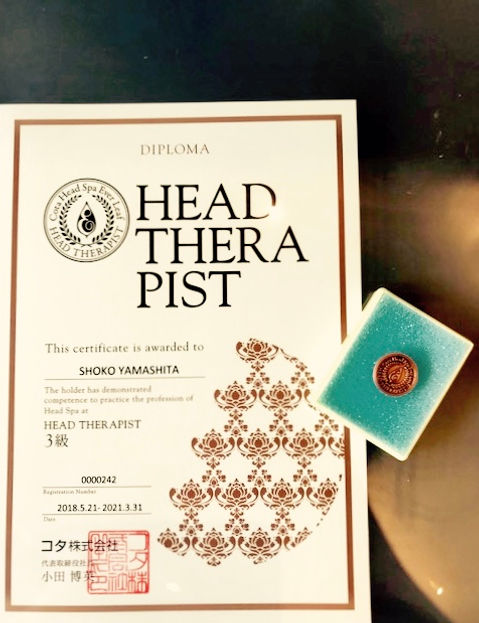 DIPLOMA
Cota Head Spa Ever Leaf
HEAD THERAPIST
HEAD
THERA
PIST
This certificate is awarded to
SHOKO YAMASHITA
The holder has demonstrated
competence to practice the profession of
Head Spa at
HEAD THERAPIST
3級
0000242
Registration Number
2018.5.21- 2021.3.31
Date
コタ株式会社
代表取締役社長
小田 博英